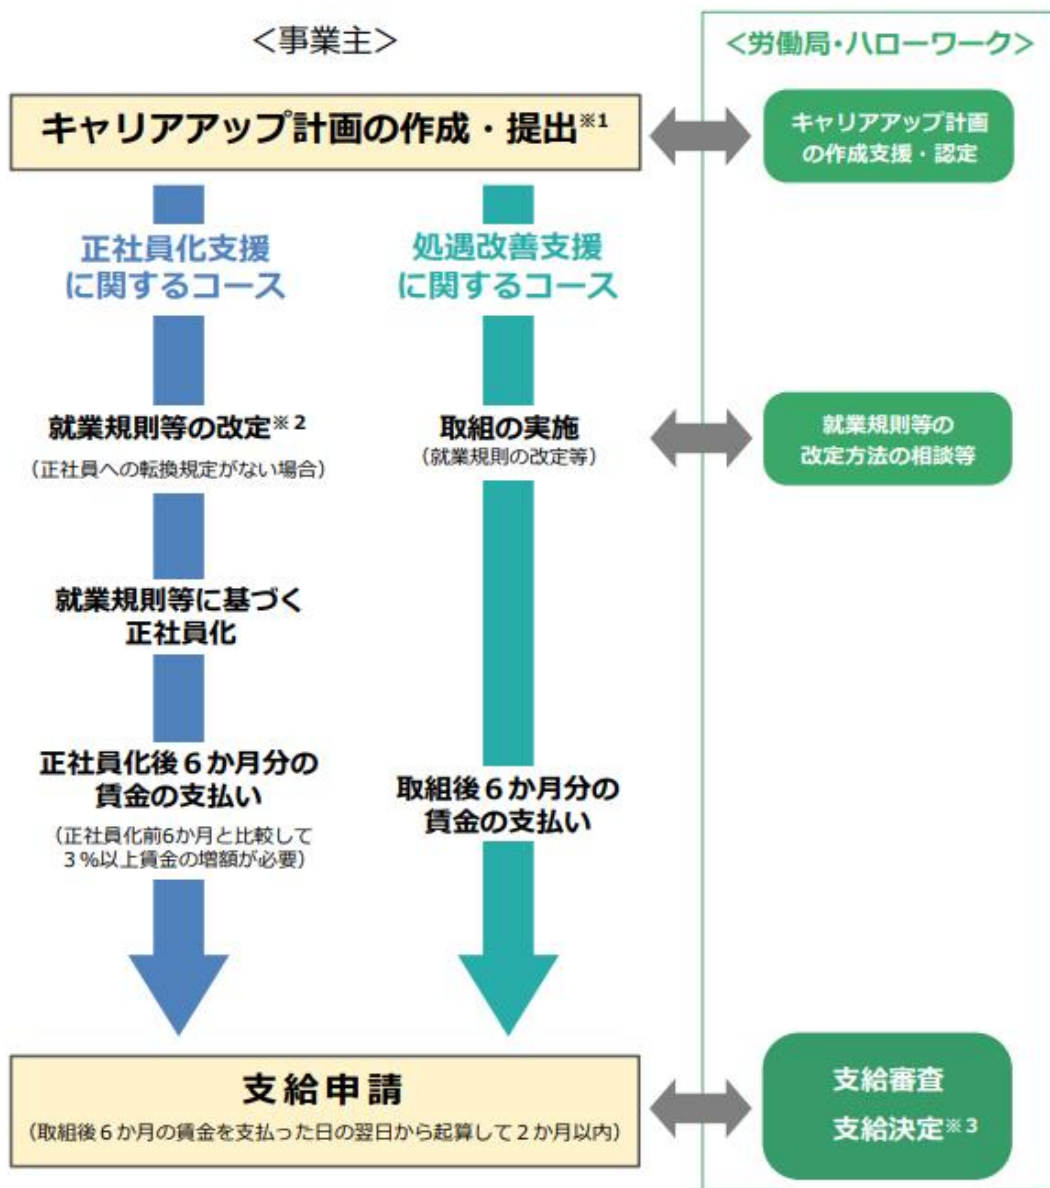 <事業主>
<労働局・ハローワーク>
キャリアアップ計画の作成・提出※1
キャリアアップ計画
の作成支援・認定
正社員化支援
に関するコース
処遇改善支援
に関するコース
就業規則等の改定※2
(正社員への転換規定がない場合)
取組の実施
(就業規則の改定等)
就業規則等の
改定方法の相談等
就業規則等に基づく
正社員化
正社員化後6か月分の
賃金の支払い
(正社員化前6か月と比較して
3%以上賃金の増額が必要)
取組後6か月分の
賃金の支払い
支給申請
(取組後6か月の賃金を支払った日の翌日から起算して2か月以内)
支給審査
支給決定※3